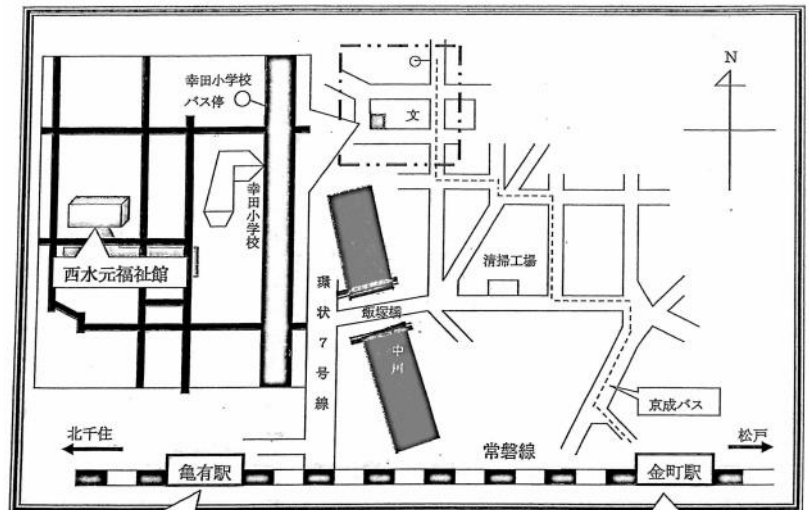 幸田小学校
バス停
幸田小学校
西水元福祉館
文
N
清掃工場
環状7号線
飯塚橋
中川
京成バス
北千住
亀有駅
常磐線
金町駅
松戸